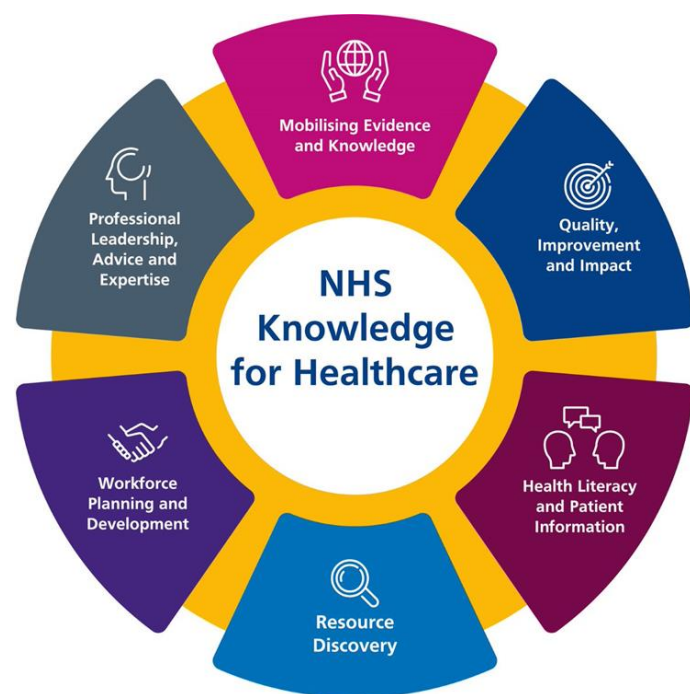 Mobilising Evidence
and Knowledge
Quality,
Improvement
and Impact
Health Literacy
and Patient
Information
Resource
Discovery
Workforce
Planning and
Development
Professional
Leadership,
Advice and
Expertise
NHS
Knowledge
for Healthcare